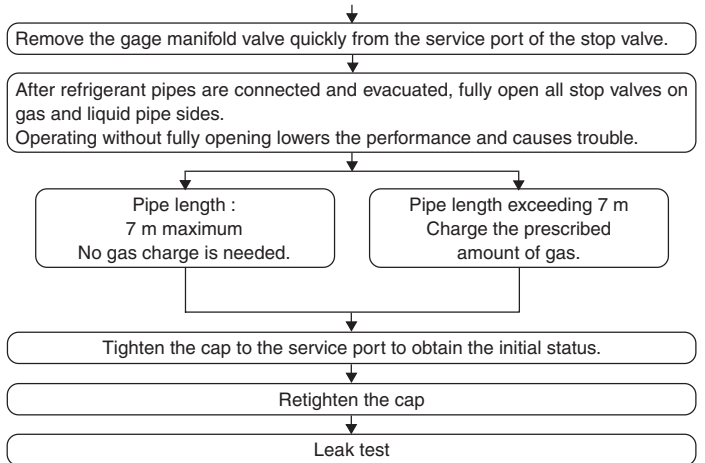 Remove the gage manifold valve quickly from the service port of the stop valve.
After refrigerant pipes are connected and evacuated, fully open all stop valves on
gas and liquid pipe sides.
Operating without fully opening lowers the performance and causes trouble.
Pipe length :
7 m maximum
No gas charge is needed.
Pipe length exceeding 7 m
Charge the prescribed
amount of gas.
Tighten the cap to the service port to obtain the initial status.
Retighten the cap
Leak test